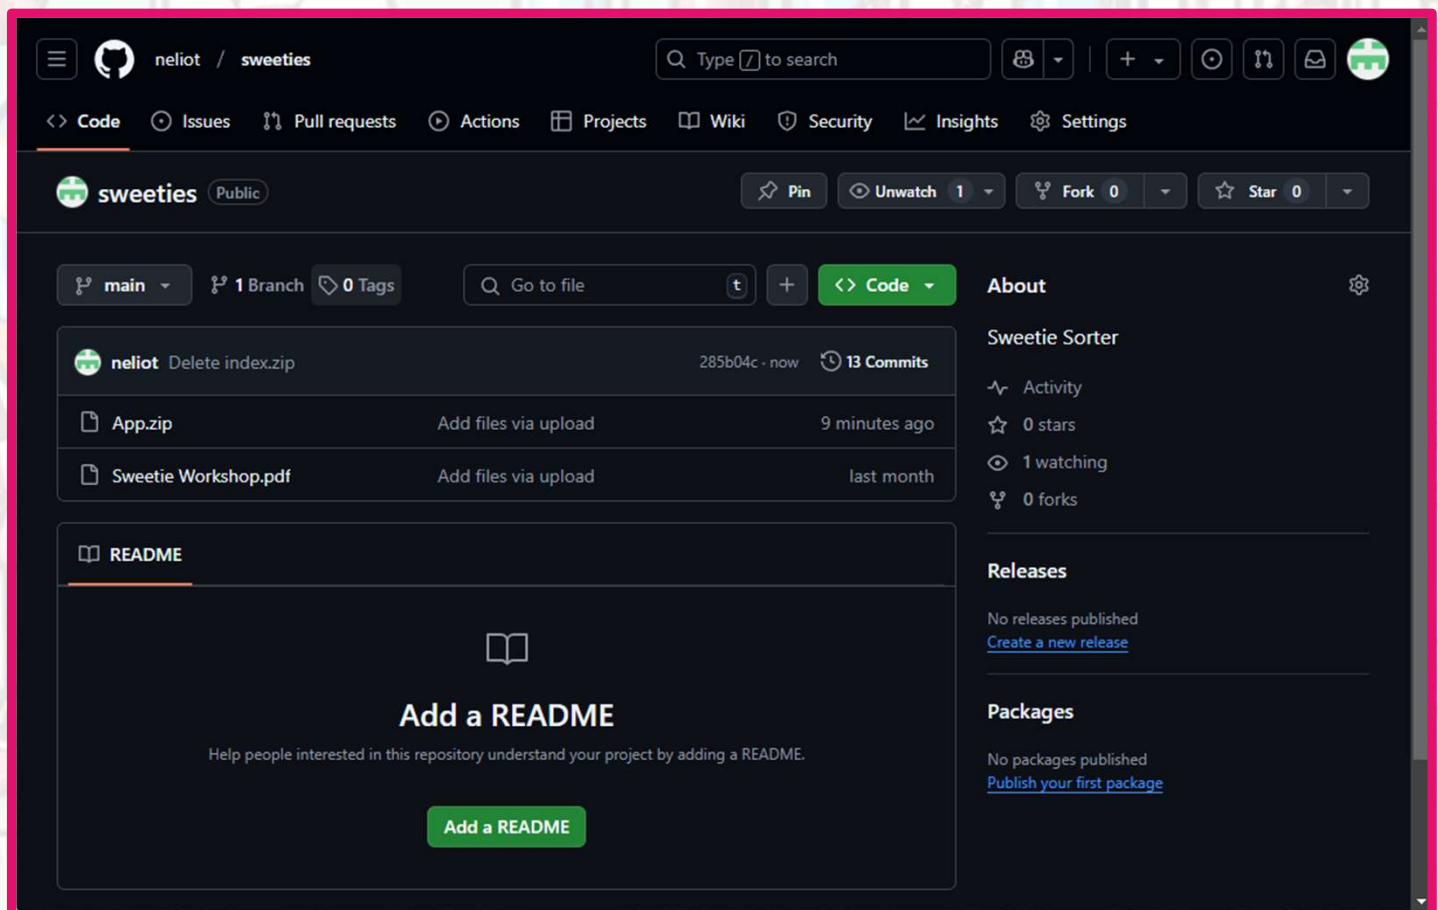 neliot / sweeties
Type / to search
Code Issues Pull requests Actions Projects Wiki Security Insights Settings
sweeties Public
Pin Unwatch 1 Fork 0 Star 0
main 1 Branch 0 Tags Go to file t + Code
neliot Delete index.zip 285b04c · now 13 Commits
App.zip Add files via upload 9 minutes ago
Sweetie Workshop.pdf Add files via upload last month
README
Add a README
Help people interested in this repository understand your project by adding a README.
Add a README
About
Sweetie Sorter
Activity
0 stars
1 watching
0 forks
Releases
No releases published
Create a new release
Packages
No packages published
Publish your first package